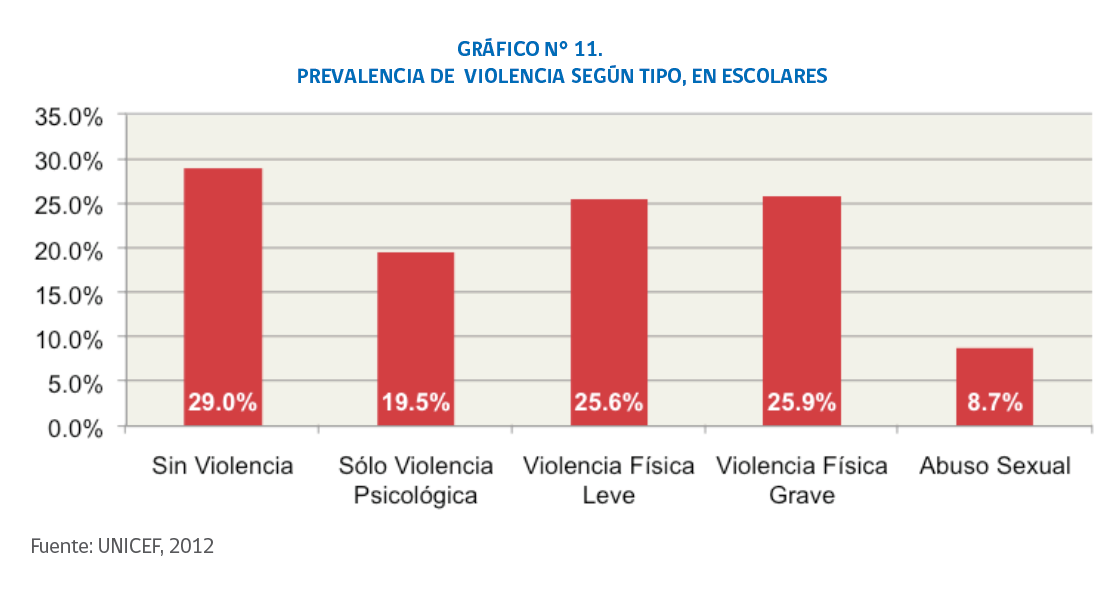 GRÁFICO N° 11.
PREVALENCIA DE VIOLENCIA SEGÚN TIPO, EN ESCOLARES
35.0%
30.0%
25.0%
20.0%
15.0%
10.0%
5.0%
0.0%
29.0%
19.5%
25.6%
25.9%
8.7%
Sin Violencia
Sólo Violencia
Psicológica
Violencia Física
Leve
Violencia Física
Grave
Abuso Sexual
Fuente: UNICEF, 2012